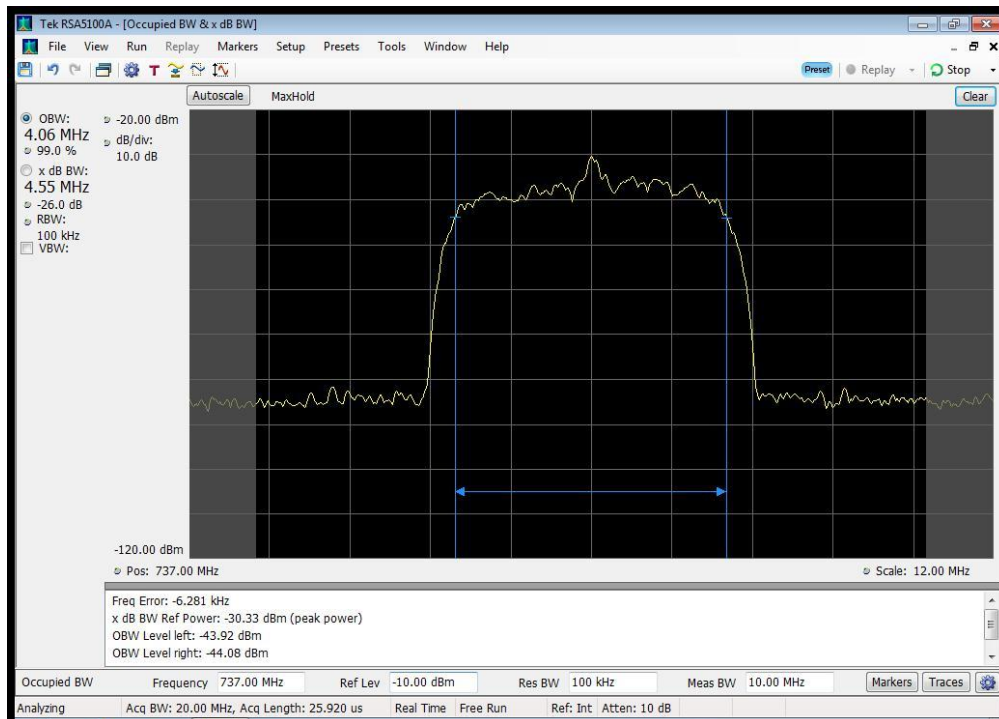 Tek RSA5100A - [Occupied BW & x dB BW]
File View Run Replay Markers Setup Presets Tools Window Help
T Preset Replay Stop
Autoscale MaxHold Clear
OBW:
4.06 MHz
99.0 %
x dB BW:
4.55 MHz
-26.0 dB
RBW:
100 kHz
VBW:
-20.00 dBm
dB/div:
10.0 dB
-120.00 dBm
Pos: 737.00 MHz Scale: 12.00 MHz
Freq Error: -6.281 kHz
x dB BW Ref Power: -30.33 dBm (peak power)
OBW Level left: -43.92 dBm
OBW Level right: -44.08 dBm
Occupied BW Frequency 737.00 MHz Ref Lev -10.00 dBm Res BW 100 kHz Meas BW 10.00 MHz Markers Traces
Analyzing Acq BW: 20.00 MHz, Acq Length: 25.920 us Real Time Free Run Ref: Int Atten: 10 dB